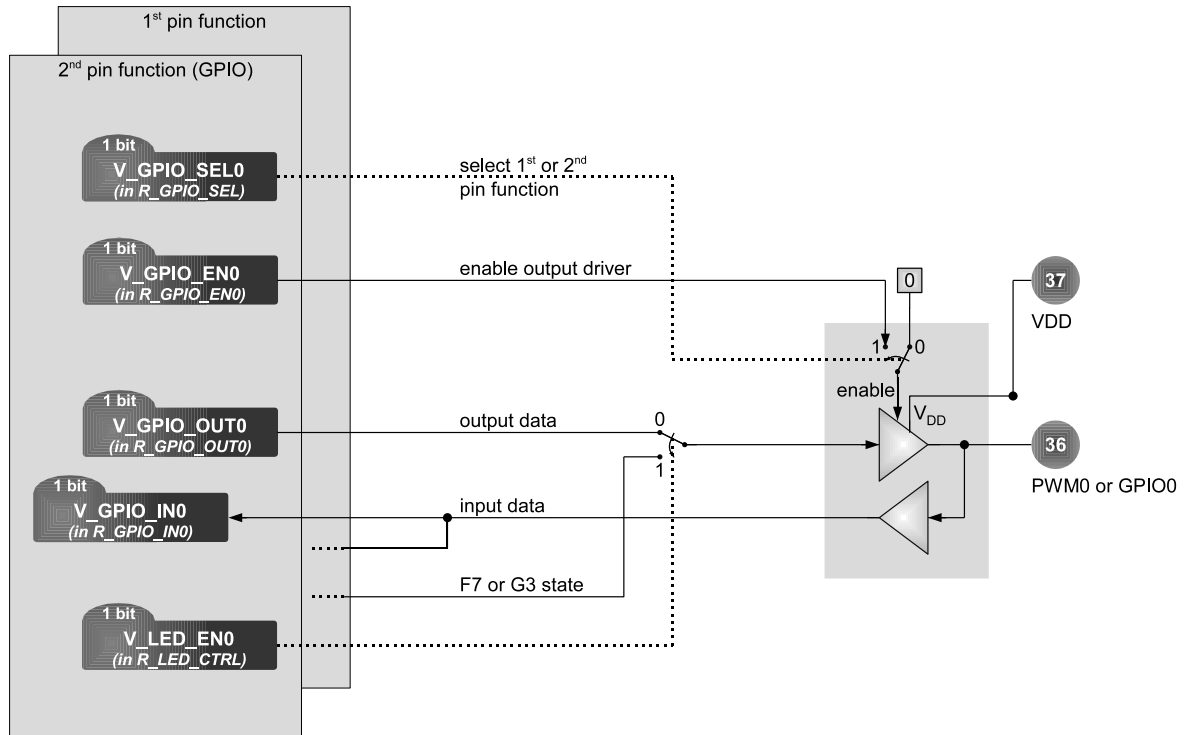 1st pin function
2nd pin function (GPIO)
1 bit
V_GPIO_SEL0
(in R_GPIO_SEL)
select 1st or 2nd
pin function
1 bit
V_GPIO_EN0
(in R_GPIO_EN0)
enable output driver
0
37
VDD
1
0
enable
VDD
1 bit
V_GPIO_OUT0
(in R_GPIO_OUT0)
output data
0
1
36
PWM0 or GPIO0
1 bit
V_GPIO_IN0
(in R_GPIO_IN0)
input data
F7 or G3 state
1 bit
V_LED_EN0
(in R_LED_CTRL)